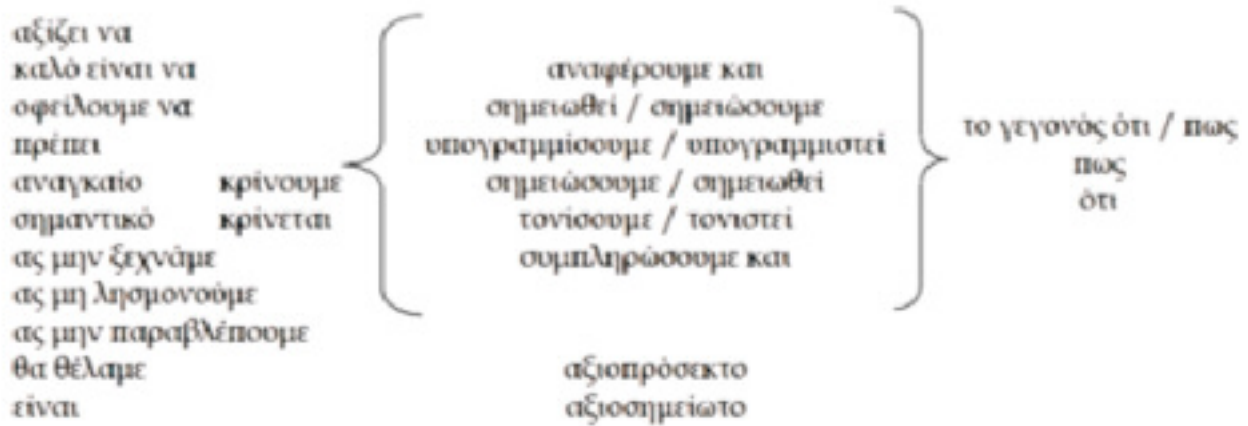 αξίζει να
καλό είναι να
οφείλουμε να
πρέπει
αναγκαίο κρίνουμε
σημαντικό κρίνεται
ας μην ξεχνάμε
ας μη λησμονούμε
ας μην παραβλέπουμε
θα θέλαμε
είναι
αναφέρουμε και
σημειωθεί / σημειώσουμε
υπογραμμίσουμε / υπογραμμιστεί
σημειώσουμε / σημειωθεί
τονίσουμε / τονιστεί
συμπληρώσουμε και
αξιοπρόσεκτο
αξιοσημείωτο
το γεγονός ότι / πως
πως
ότι